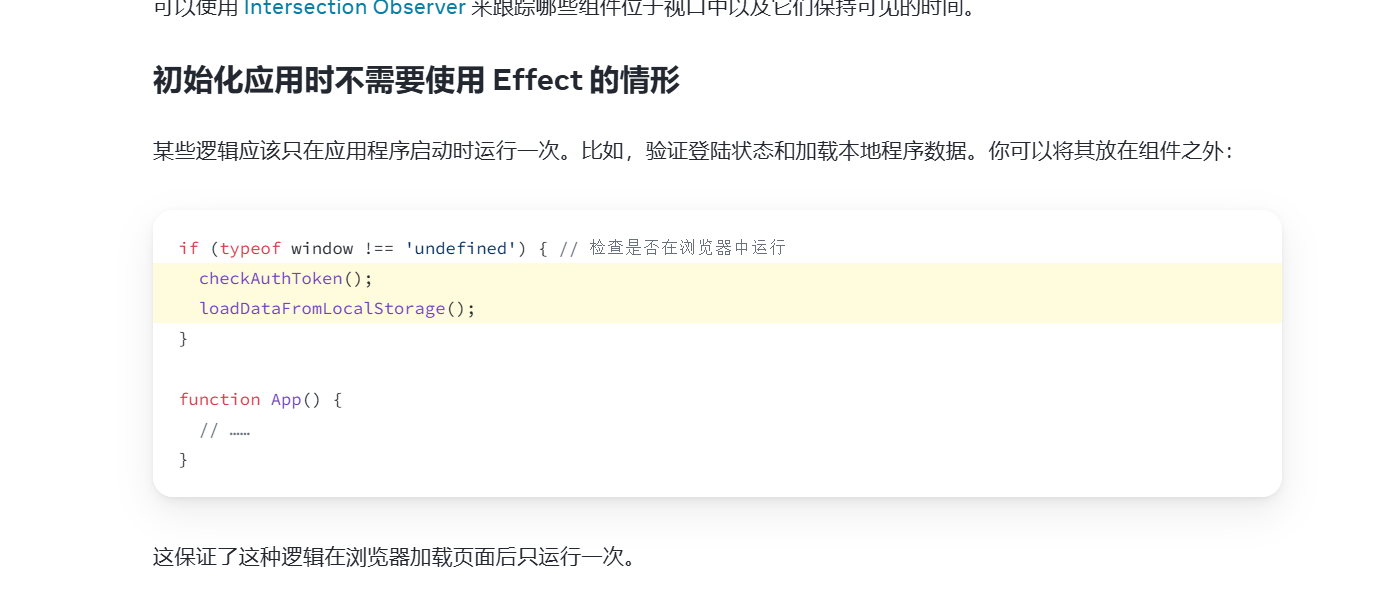 可以使用 Intersection Observer 来跟踪哪些组件位于视口中以及它们保持可见的时间。
初始化应用时不需要使用 Effect 的情形
某些逻辑应该只在应用程序启动时运行一次。比如，验证登陆状态和加载本地程序数据。你可以将其放在组件之外：
if (typeof window !== 'undefined') { // 检查是否在浏览器中运行
  checkAuthToken();
  loadDataFromLocalStorage();
}
function App() {
  // ……
}
这保证了这种逻辑在浏览器加载页面后只运行一次。